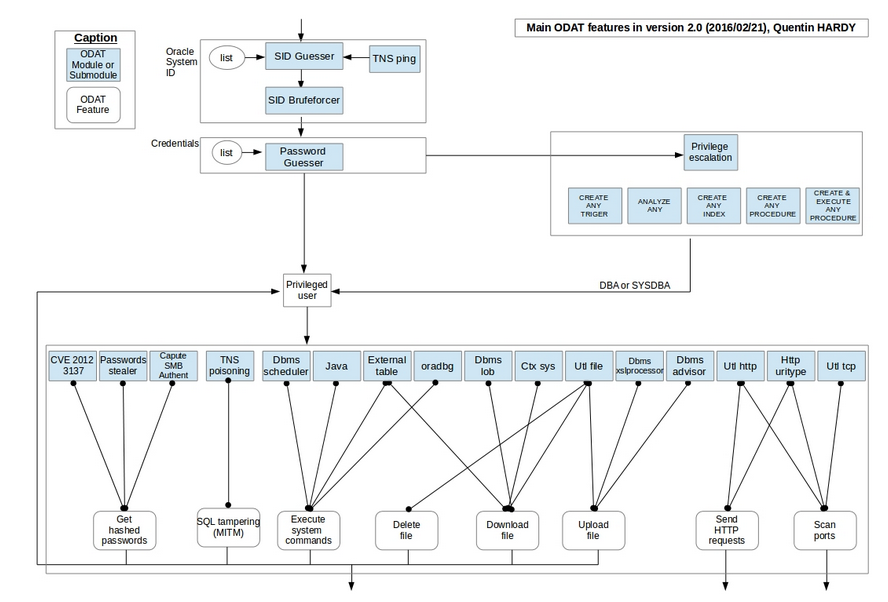 Main ODAT features in version 2.0 (2016/02/21), Quentin HARDY
Caption
ODAT
Module or
Submodule
ODAT
Feature
Oracle
System
ID
list
SID Guesser
TNS ping
SID Brufeforcer
Credentials
list
Password
Guesser
Privilege
escalation
CREATE
ANY
TRIGER
ANALYZE
ANY
CREATE
ANY
INDEX
CREATE
ANY
PROCEDURE
CREATE &
EXECUTE
ANY
PROCEDURE
Privileged
user
DBA or SYSDBA
CVE 2012
3137
Passwords
stealer
Capute
SMB
Authent
TNS
poisoning
Dbms
scheduler
Java
External
table
oradbg
Dbms
lob
Ctx sys
Utl file
Dbms
xslprocessor
Dbms
advisor
Utl http
Http
uritype
Utl tcp
Get
hashed
passwords
SQL tampering
(MITM)
Execute
system
commands
Delete
file
Download
file
Upload
file
Send
HTTP
requests
Scan
ports